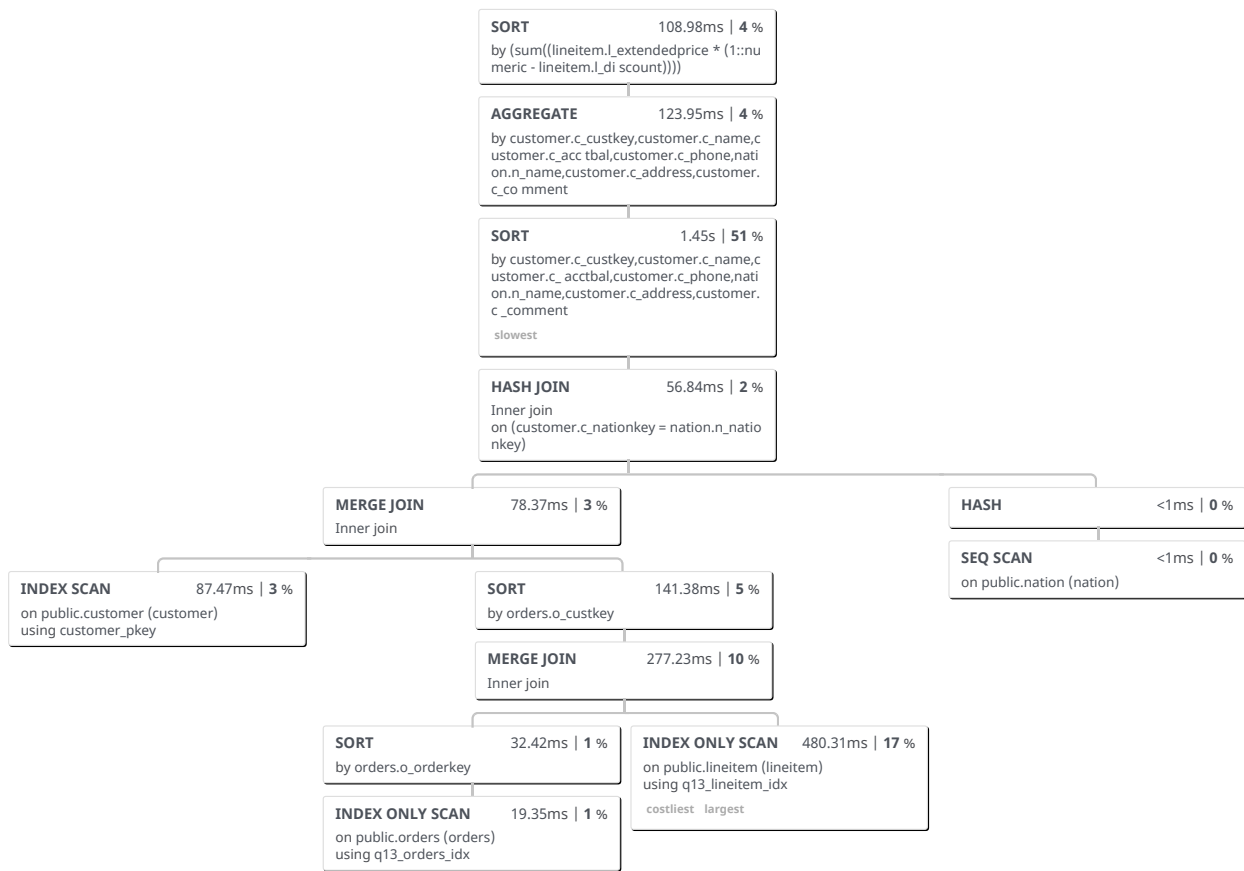 SORT 108.98ms | 4 %
by (sum((lineitem.l_extendedprice * (1::nu
meric - lineitem.l_di scount))))
AGGREGATE 123.95ms | 4 %
by customer.c_custkey,customer.c_name,c
ustomer.c_acc tbal,customer.c_phone,nati
on.n_name,customer.c_address,customer.
c_co mment
SORT 1.45s | 51 %
by customer.c_custkey,customer.c_name,c
ustomer.c_ acctbal,customer.c_phone,nati
on.n_name,customer.c_address,customer.
c _comment
slowest
HASH JOIN 56.84ms | 2 %
Inner join
on (customer.c_nationkey = nation.n_natio
nkey)
MERGE JOIN 78.37ms | 3 %
Inner join
HASH <1ms | 0 %
SEQ SCAN <1ms | 0 %
on public.nation (nation)
INDEX SCAN 87.47ms | 3 %
on public.customer (customer)
using customer_pkey
SORT 141.38ms | 5 %
by orders.o_custkey
MERGE JOIN 277.23ms | 10 %
Inner join
SORT 32.42ms | 1 %
by orders.o_orderkey
INDEX ONLY SCAN 480.31ms | 17 %
on public.lineitem (lineitem)
using q13_lineitem_idx
costliest largest
INDEX ONLY SCAN 19.35ms | 1 %
on public.orders (orders)
using q13_orders_idx